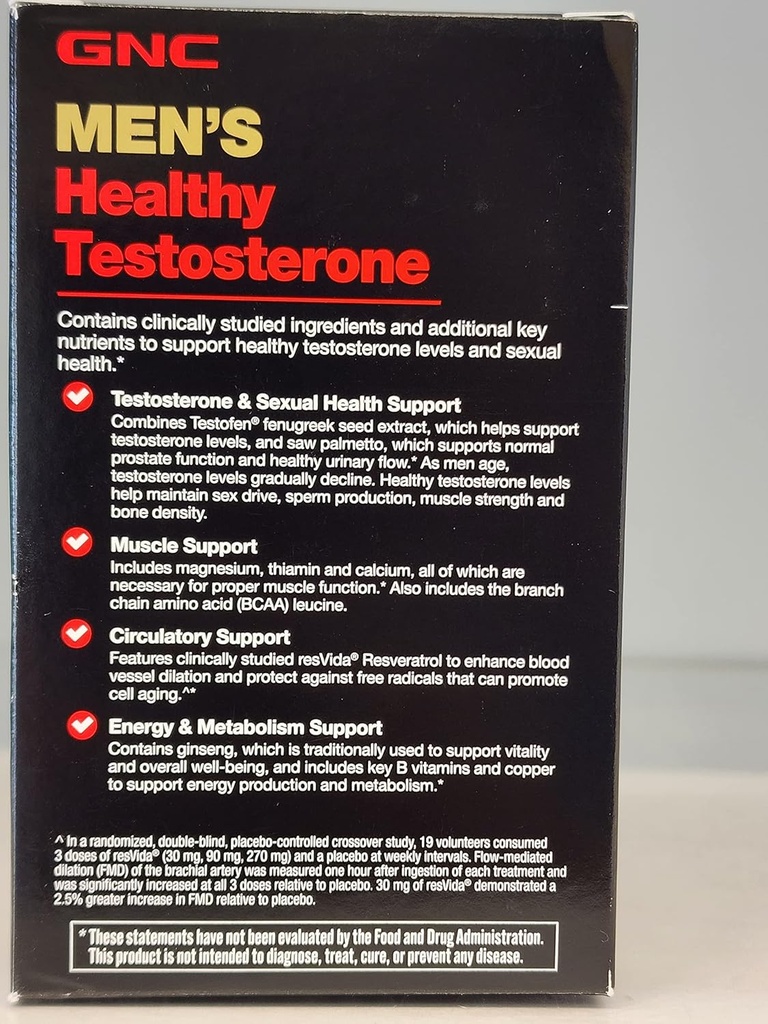 GNC
MEN'S
Healthy
Testosterone
Contains clinically studied ingredients and additional key
nutrients to support healthy testosterone levels and sexual
health.*
Testosterone & Sexual Health Support
Combines Testofen® fenugreek seed extract, which helps support
testosterone levels, and saw palmetto, which supports normal
prostate function and healthy urinary flow.* As men age,
testosterone levels gradually decline. Healthy testosterone levels
help maintain sex drive, sperm production, muscle strength and
bone density.
Muscle Support
Includes magnesium, thiamin and calcium, all of which are
necessary for proper muscle function.* Also includes the branch
chain amino acid (BCAA) leucine.
Circulatory Support
Features clinically studied resVida® Resveratrol to enhance blood
vessel dilation and protect against free radicals that can promote
cell aging.^*
Energy & Metabolism Support
Contains ginseng, which is traditionally used to support vitality
and overall well-being, and includes key B vitamins and copper
to support energy production and metabolism.*
^ In a randomized, double-blind, placebo-controlled crossover study, 19 volunteers consumed
3 doses of resVida® (30 mg, 90 mg, 270 mg) and a placebo at weekly intervals. Flow-mediated
dilation (FMD) of the brachial artery was measured one hour after ingestion of each treatment and
was significantly increased at all 3 doses relative to placebo. 30 mg of resVida® demonstrated a
2.5% greater increase in FMD relative to placebo.
* These statements have not been evaluated by the Food and Drug Administration.
This product is not intended to diagnose, treat, cure, or prevent any disease.